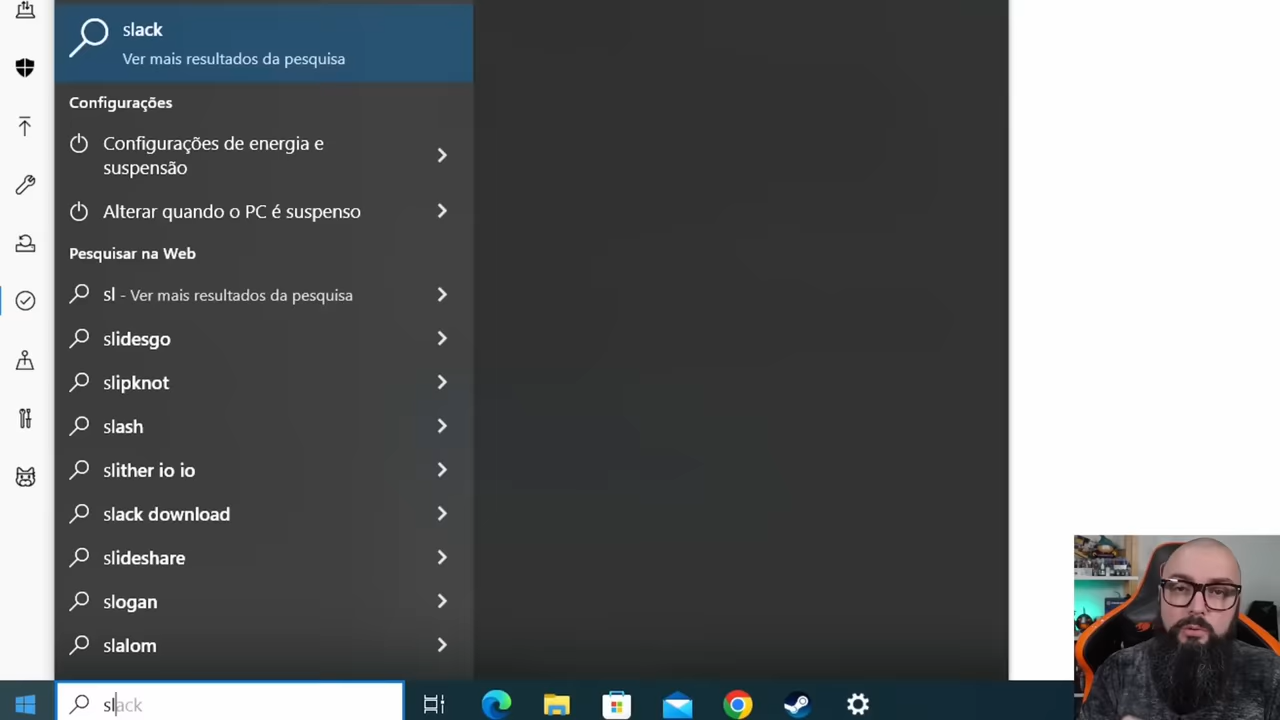 slack
Ver mais resultados da pesquisa
Configurações
Configurações de energia e
suspensão
Alterar quando o PC é suspenso
Pesquisar na Web
sl - Ver mais resultados da pesquisa
slidesgo
slipknot
slash
slither io io
slack download
slideshare
slogan
slalom
slack